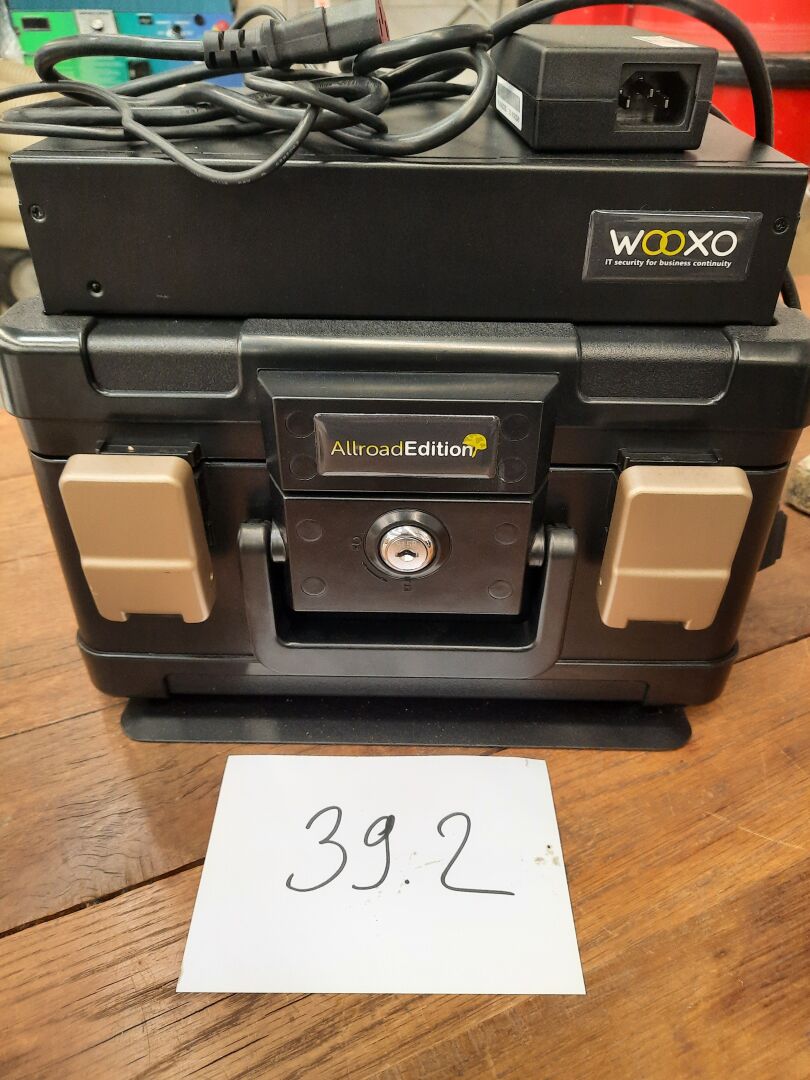 WOOXO
IT security for business continuity
AllroadEdition
39.2